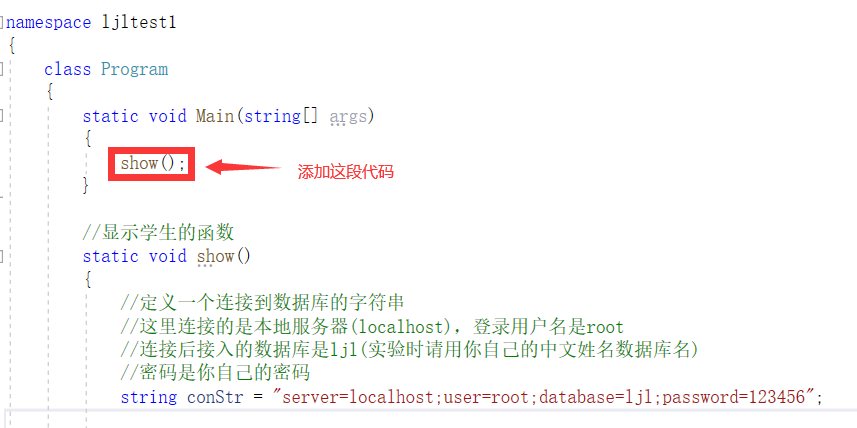 namespace ljltest1
{
class Program
{
static void Main(string[] args)
{
show();
添加这段代码
}
//显示学生的函数
static void show()
{
//定义一个连接到数据库的字符串
//这里连接的是本地服务器(localhost)，登录用户名是root
//连接后接入的数据库是ljl(实验时请用你自己的中文姓名数据库名)
//密码是你自己的密码
string conStr = "server=localhost;user=root;database=ljl;password=123456";